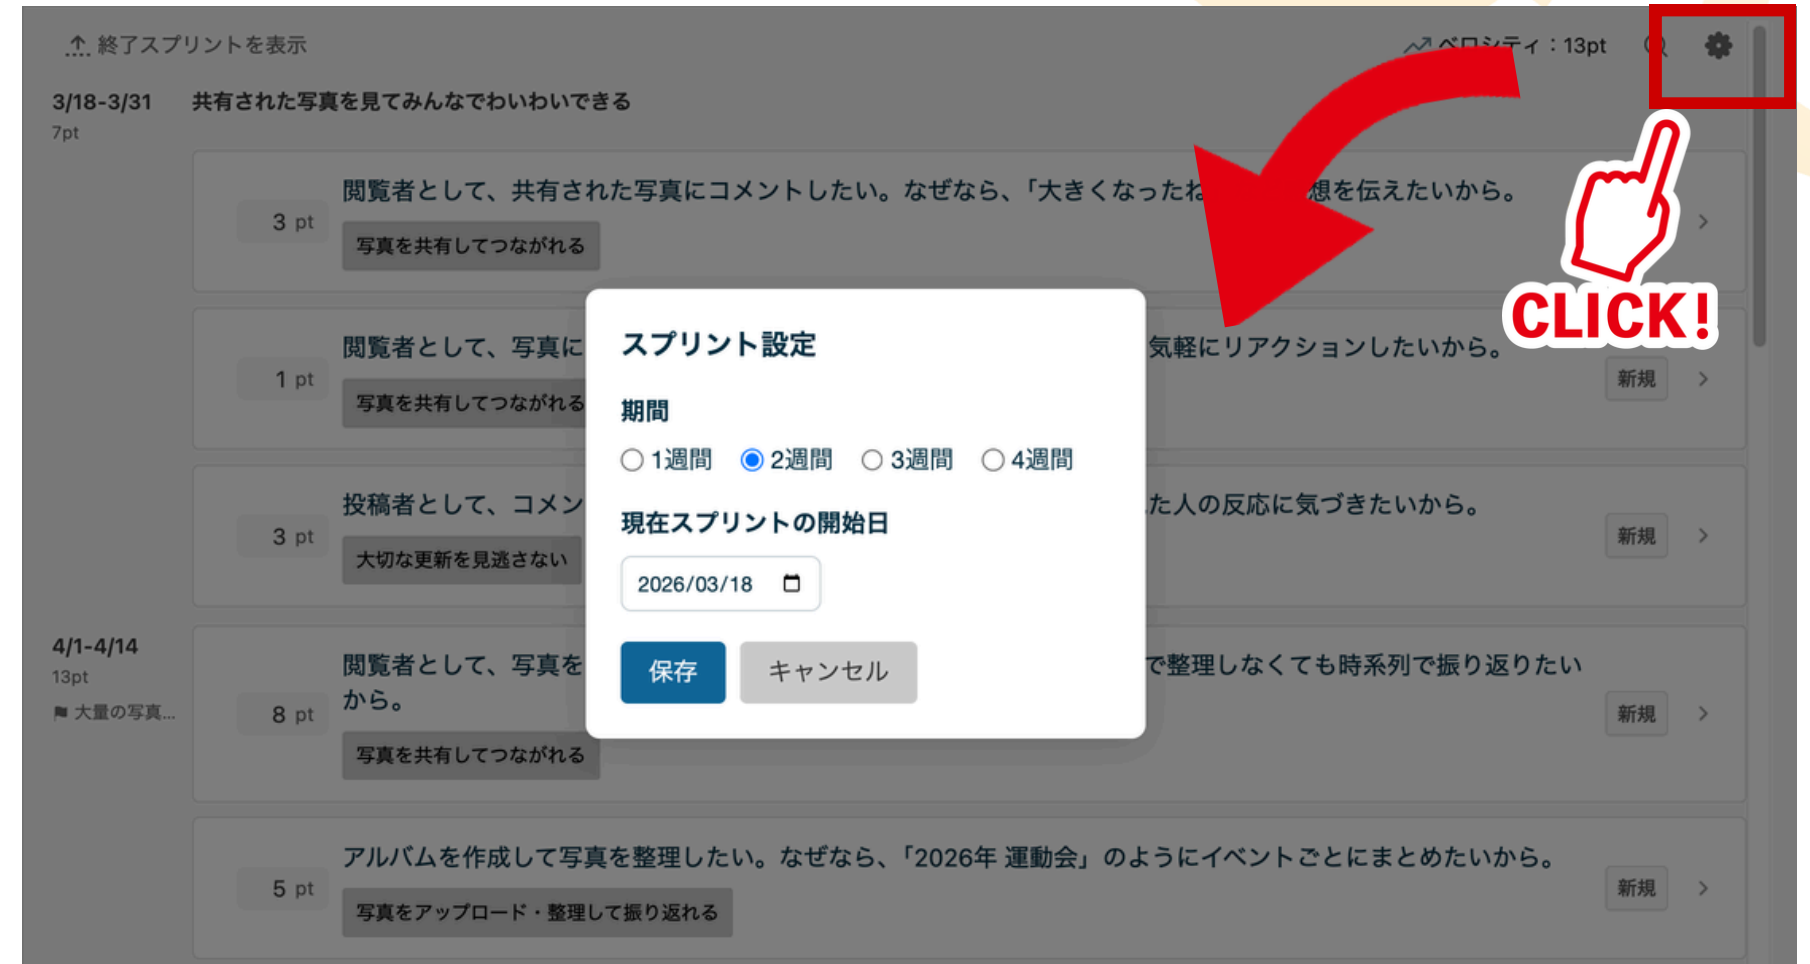 終了スプリントを表示
ベロシティ：13pt
3/18-3/31
共有された写真を見てみんなでわいわいできる
7pt
閲覧者として、共有された写真にコメントしたい。なぜなら、「大きくなったね
想を伝えたいから。
3 pt
写真を共有してつながれる
CLICK!
閲覧者として、写真に
気軽にリアクションしたいから。
1 pt
新規
写真を共有してつながれる
スプリント設定
期間
1週間
2週間
3週間
4週間
現在スプリントの開始日
2026/03/18
保存
キャンセル
投稿者として、コメン
た人の反応に気づきたいから。
3 pt
新規
大切な更新を見逃さない
4/1-4/14
13pt
大量の写真...
閲覧者として、写真を
で整理しなくても時系列で振り返りたい
から。
8 pt
新規
写真を共有してつながれる
アルバムを作成して写真を整理したい。なぜなら、「2026年 運動会」のようにイベントごとにまとめたいから。
5 pt
新規
写真をアップロード・整理して振り返れる